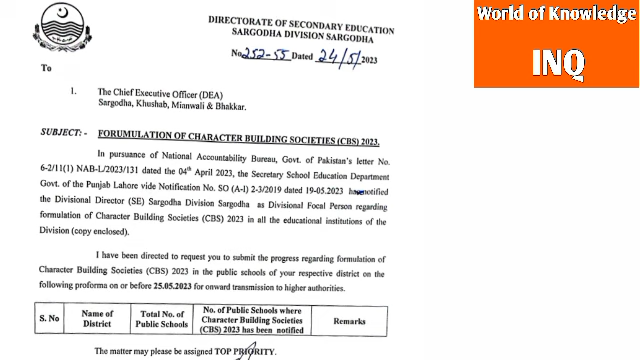 World of Knowledge
INQ
DIRECTORATE OF SECONDARY EDUCATION
SARGODHA DIVISION SARGODHA
No 252-55 Dated 24/5/2023
To
1. The Chief Executive Officer (DEA)
Sargodha, Khushab, Mianwali & Bhakkar.
SUBJECT: - FORUMULATION OF CHARACTER BUILDING SOCIETIES (CBS) 2023.
In pursuance of National Accountability Bureau, Govt. of Pakistan's letter No.
6-2/11(1) NAB-L/2023/131 dated the 04th April 2023, the Secretary School Education Department
Govt. of the Punjab Lahore vide Notification No. SO (A-I) 2-3/2019 dated 19-05.2023 has notified
the Divisional Director (SE) Sargodha Division Sargodha as Divisional Focal Person regarding
formulation of Character Building Societies (CBS) 2023 in all the educational institutions of the
Division (copy enclosed).
I have been directed to request you to submit the progress regarding formulation of
Character Building Societies (CBS) 2023 in the public schools of your respective district on the
following proforma on or before 25.05.2023 for onward transmission to higher authorities.
S. No Name of District Total No. of Public Schools No. of Public Schools where Character Building Societies (CBS) 2023 has been notified Remarks
The matter may please be assigned TOP PRIORITY.